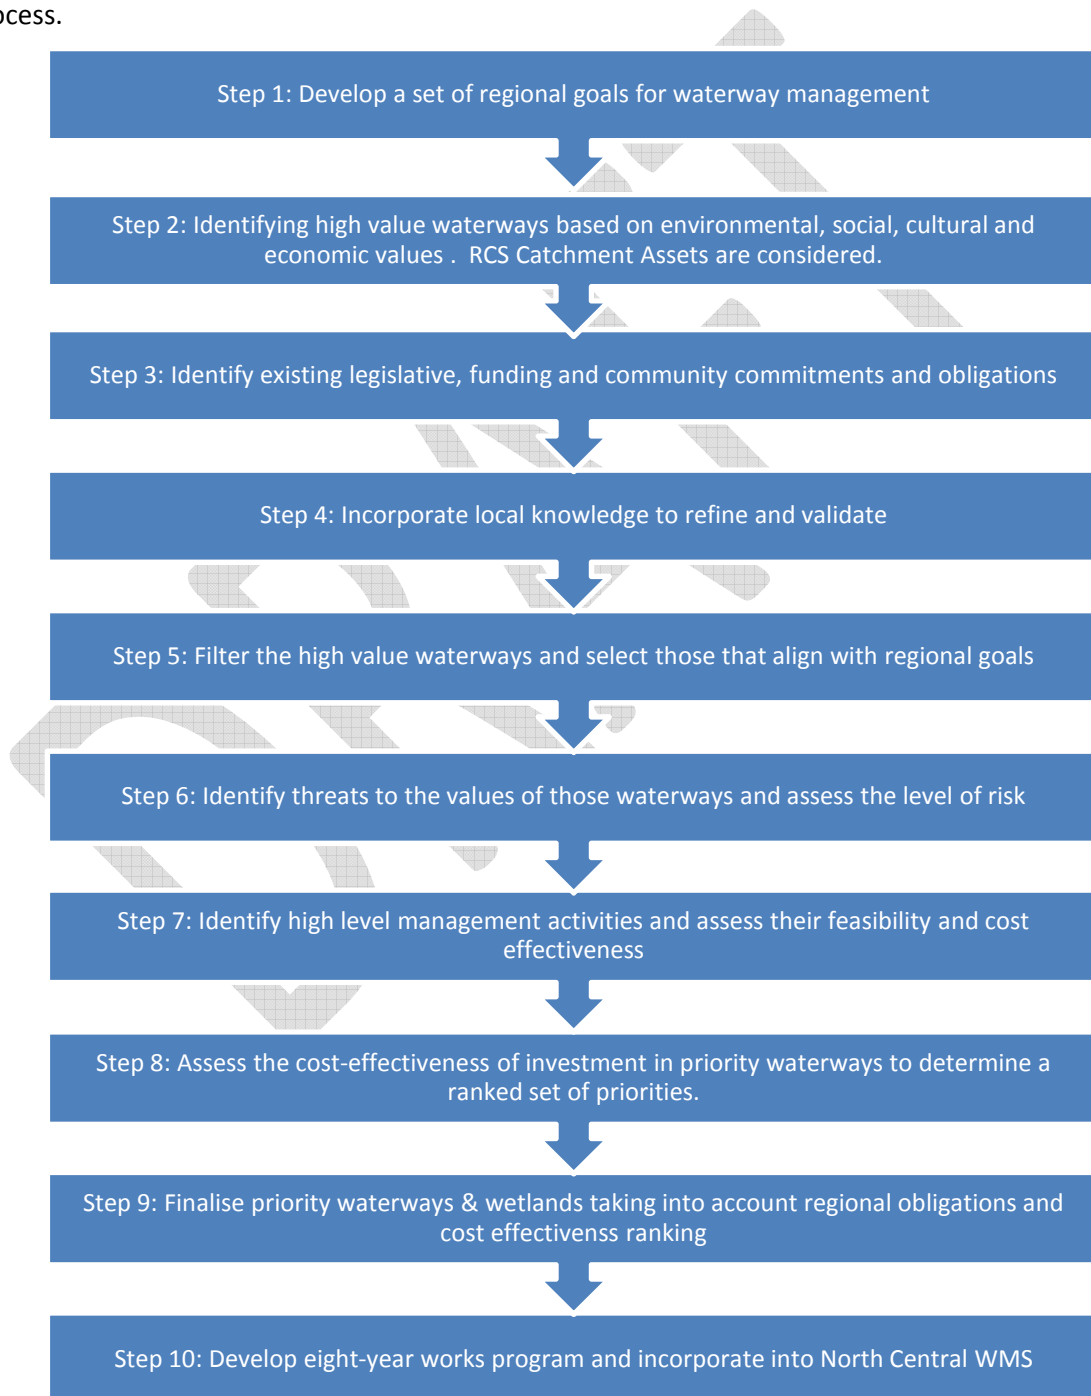 ocess.
Step 1: Develop a set of regional goals for waterway management
Step 2: Identifying high value waterways based on environmental, social, cultural and
economic values . RCS Catchment Assets are considered.
Step 3: Identify existing legislative, funding and community commitments and obligations
Step 4: Incorporate local knowledge to refine and validate
Step 5: Filter the high value waterways and select those that align with regional goals
Step 6: Identify threats to the values of those waterways and assess the level of risk
Step 7: Identify high level management activities and assess their feasibility and cost
effectiveness
Step 8: Assess the cost-effectiveness of investment in priority waterways to determine a
ranked set of priorities.
Step 9: Finalise priority waterways & wetlands taking into account regional obligations and
cost effectivenss ranking
Step 10: Develop eight-year works program and incorporate into North Central WMS